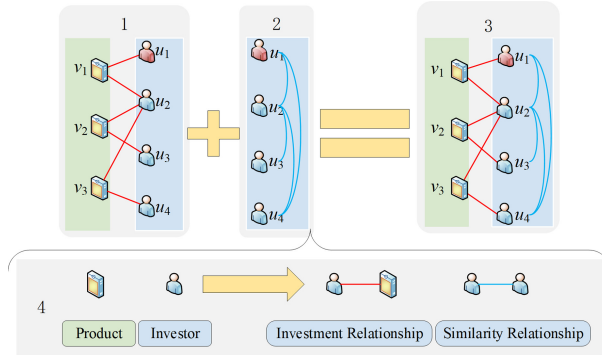 1
v1
v2
v3
u1
u2
u3
u4
2
u1
u2
u3
u4
3
v1
v2
v3
u1
u2
u3
u4
4
Product
Investor
Investment Relationship
Similarity Relationship